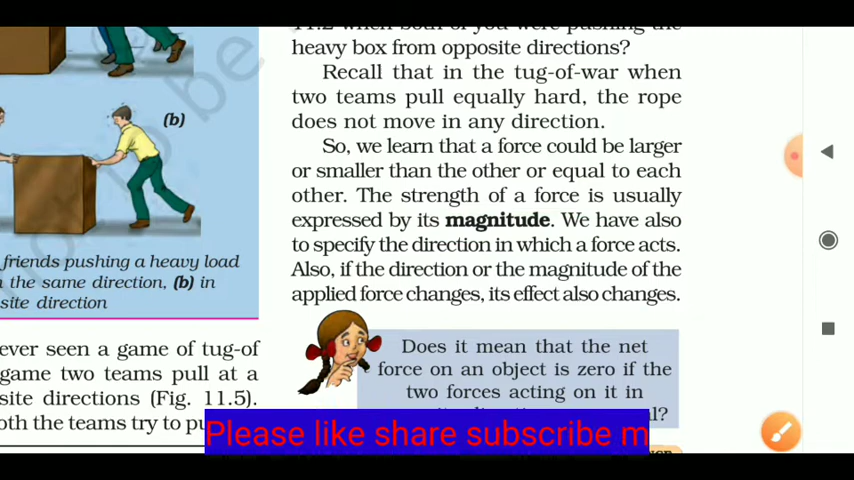 heavy box from opposite directions?
Recall that in the tug-of-war when
two teams pull equally hard, the rope
does not move in any direction.
So, we learn that a force could be larger
or smaller than the other or equal to each
other. The strength of a force is usually
expressed by its magnitude. We have also
to specify the direction in which a force acts.
Also, if the direction or the magnitude of the
applied force changes, its effect also changes.
(b)
friends pushing a heavy load
the same direction, (b) in
site direction
ever seen a game of tug-of
game two teams pull at a
site directions (Fig. 11.5).
oth the teams try to pu
Does it mean that the net
force on an object is zero if the
two forces acting on it in
Please like share subscribe m